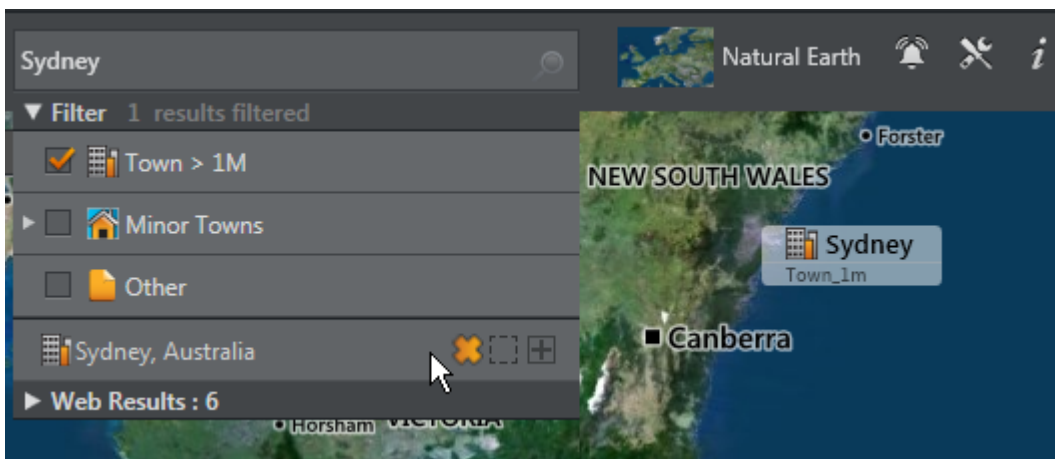 Sydney
Natural Earth
Filter 1 results filtered
Town > 1M
Minor Towns
Other
Sydney, Australia
Web Results : 6
Forster
NEW SOUTH WALES
Sydney
Town_1m
Canberra
Horsham
VICTORIA